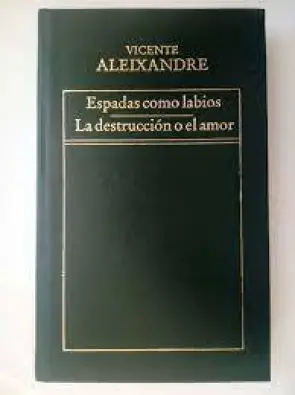 VICENTE
ALEIXANDRE
Espadas como labios
La destrucción o el amor